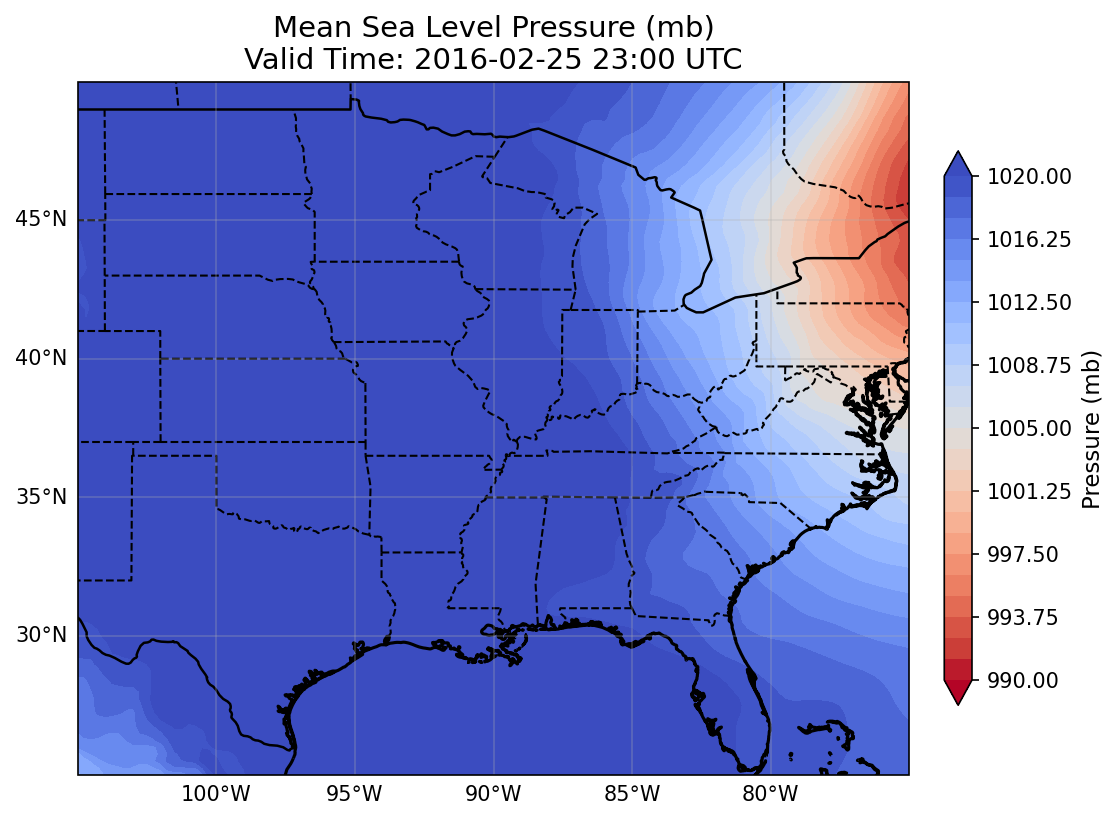 Mean Sea Level Pressure (mb)
Valid Time: 2016-02-25 23:00 UTC
45°N
40°N
35°N
30°N
100°W
95°W
90°W
85°W
80°W
1020.00
1016.25
1012.50
1008.75
1005.00
1001.25
997.50
993.75
990.00
Pressure (mb)